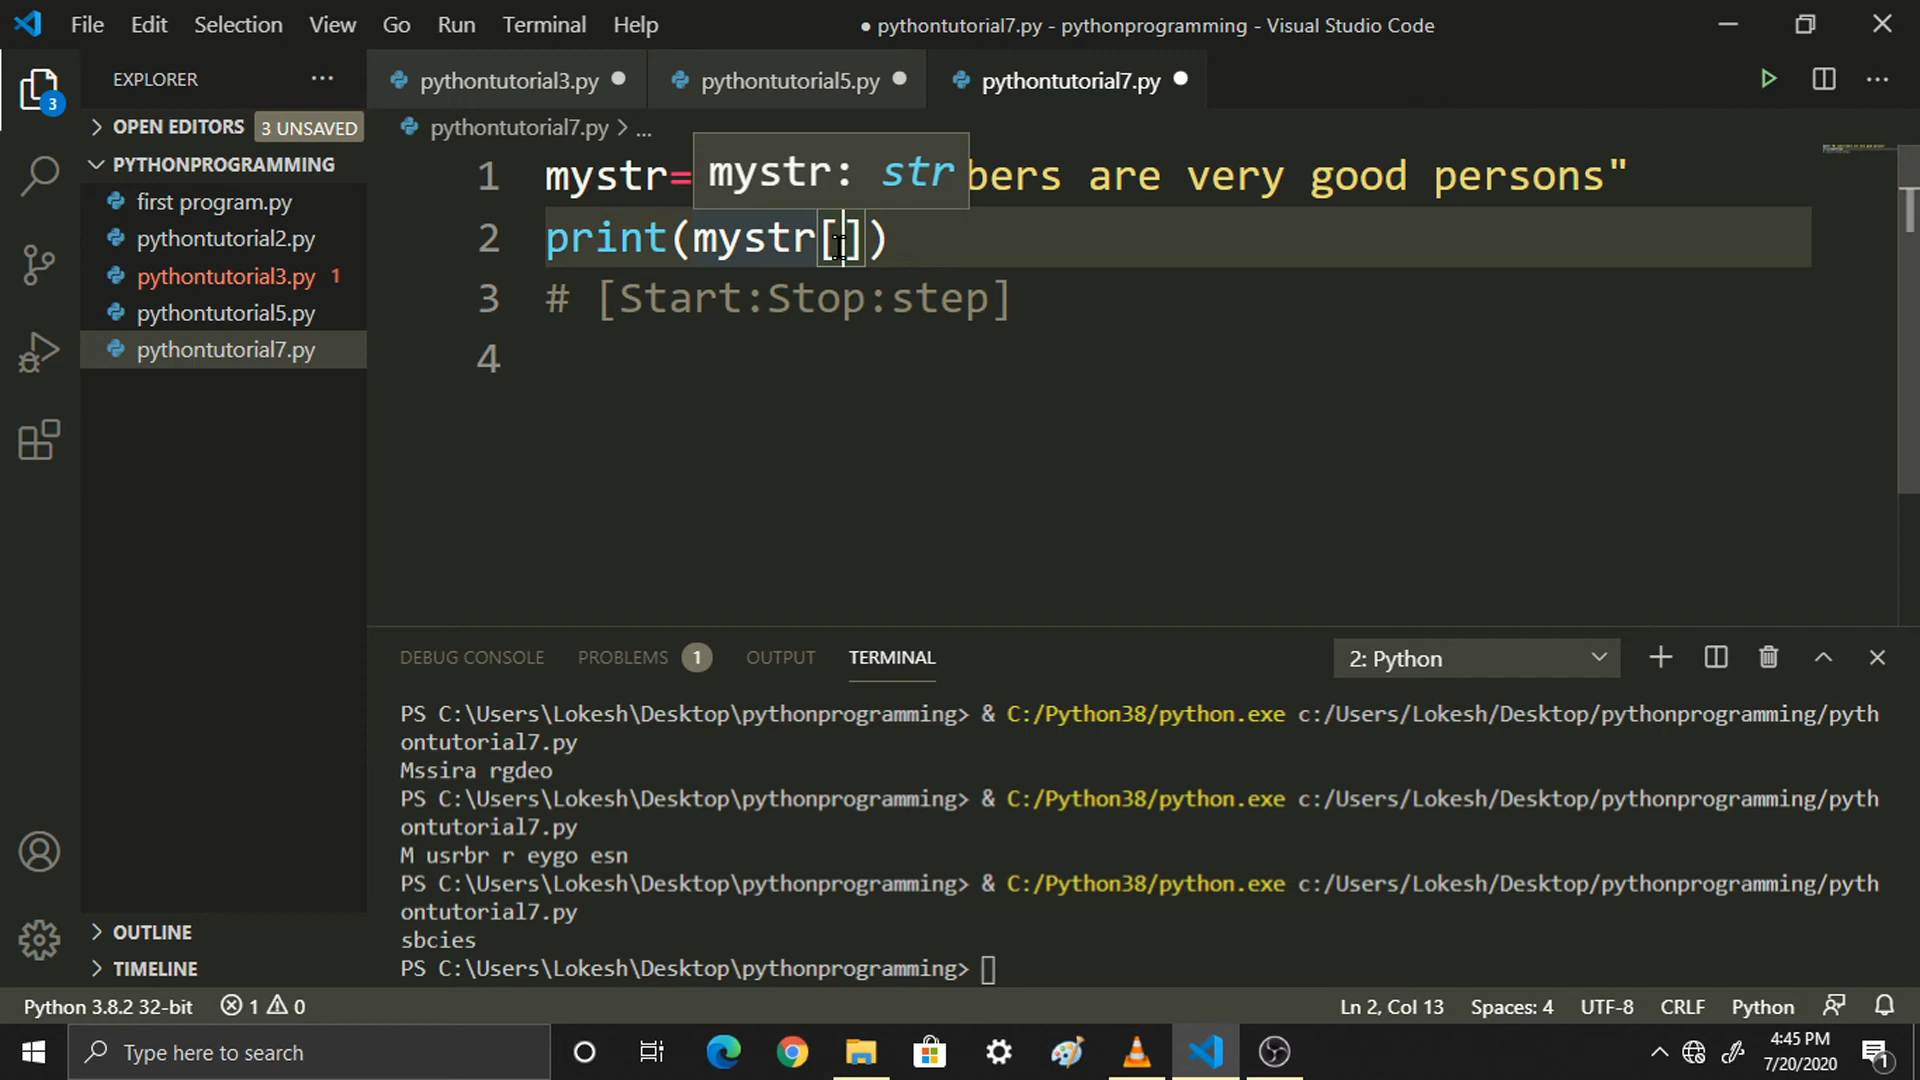 File Edit Selection View Go Run Terminal Help ● pythontutorial7.py - pythonprogramming - Visual Studio Code
EXPLORER ...
pythontutorial3.py pythontutorial5.py pythontutorial7.py
3
OPEN EDITORS 3 UNSAVED
PYTHONPROGRAMMING
first program.py
pythontutorial2.py
pythontutorial3.py 1
pythontutorial5.py
pythontutorial7.py
OUTLINE
TIMELINE
pythontutorial7.py > ...
mystr: str
1 mystr= bers are very good persons"
2 print(mystr[])
3 # [Start:Stop:step]
4
DEBUG CONSOLE PROBLEMS 1 OUTPUT TERMINAL 2: Python
PS C:\Users\Lokesh\Desktop\pythonprogramming> & C:/Python38/python.exe c:/Users/Lokesh/Desktop/pythonprogramming/pyth
ontutorial7.py
Mssira rgdeo
PS C:\Users\Lokesh\Desktop\pythonprogramming> & C:/Python38/python.exe c:/Users/Lokesh/Desktop/pythonprogramming/pyth
ontutorial7.py
M usrbr r eygo esn
PS C:\Users\Lokesh\Desktop\pythonprogramming> & C:/Python38/python.exe c:/Users/Lokesh/Desktop/pythonprogramming/pyth
ontutorial7.py
sbcies
PS C:\Users\Lokesh\Desktop\pythonprogramming>
Python 3.8.2 32-bit 1 0 Ln 2, Col 13 Spaces: 4 UTF-8 CRLF Python
Type here to search
4:45 PM
7/20/2020
1